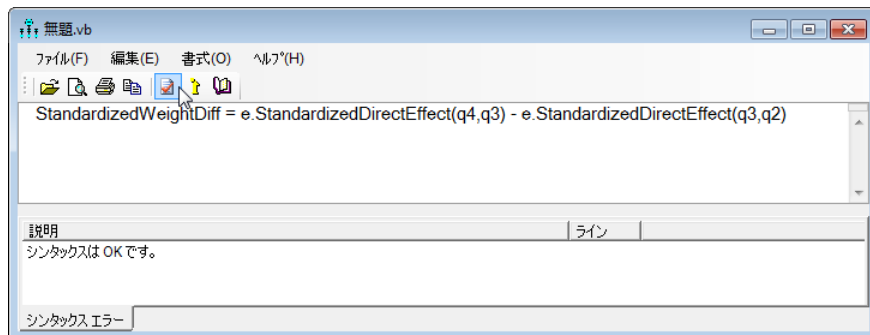 無題.vb
ファイル(F) 編集(E) 書式(O) ヘルプ(H)
StandardizedWeightDiff = e.StandardizedDirectEffect(q4,q3) - e.StandardizedDirectEffect(q3,q2)
説明 ライン
シンタックスは OK です。
シンタックス エラー